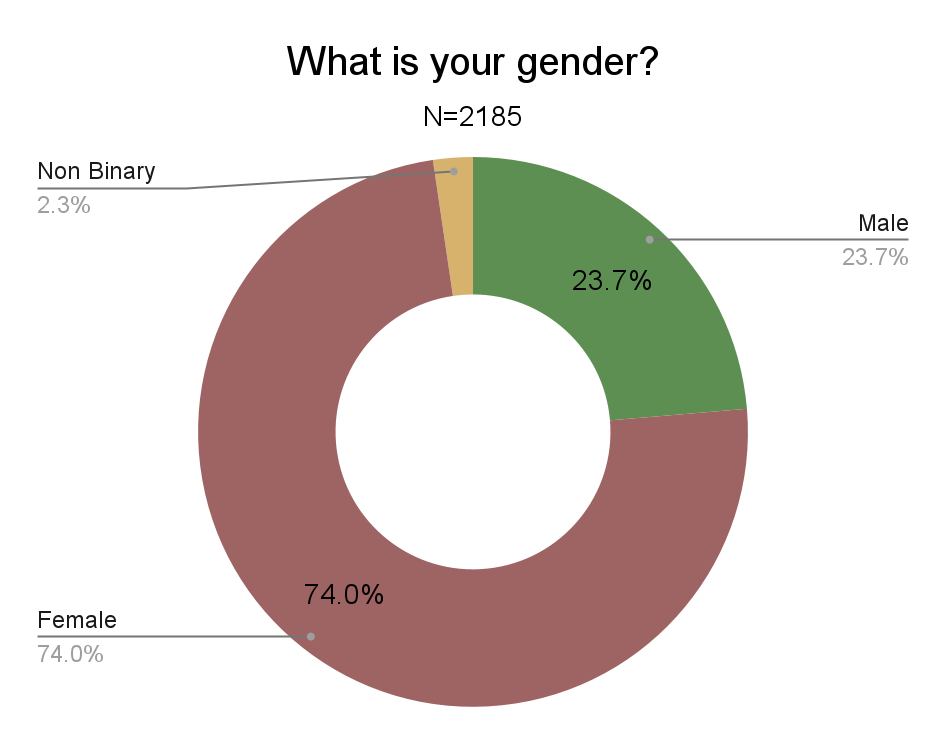 What is your gender?
N=2185
Non Binary
2.3%
Male
23.7%
23.7%
74.0%
Female
74.0%